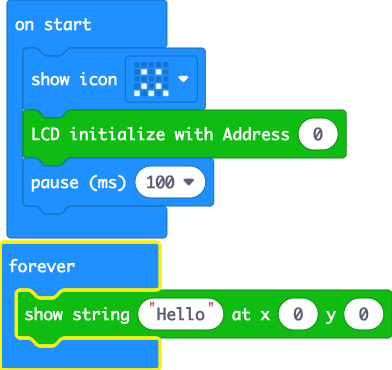 on start
show icon
LCD initialize with Address 0
pause (ms) 100
forever
show string "Hello" at x 0 y 0